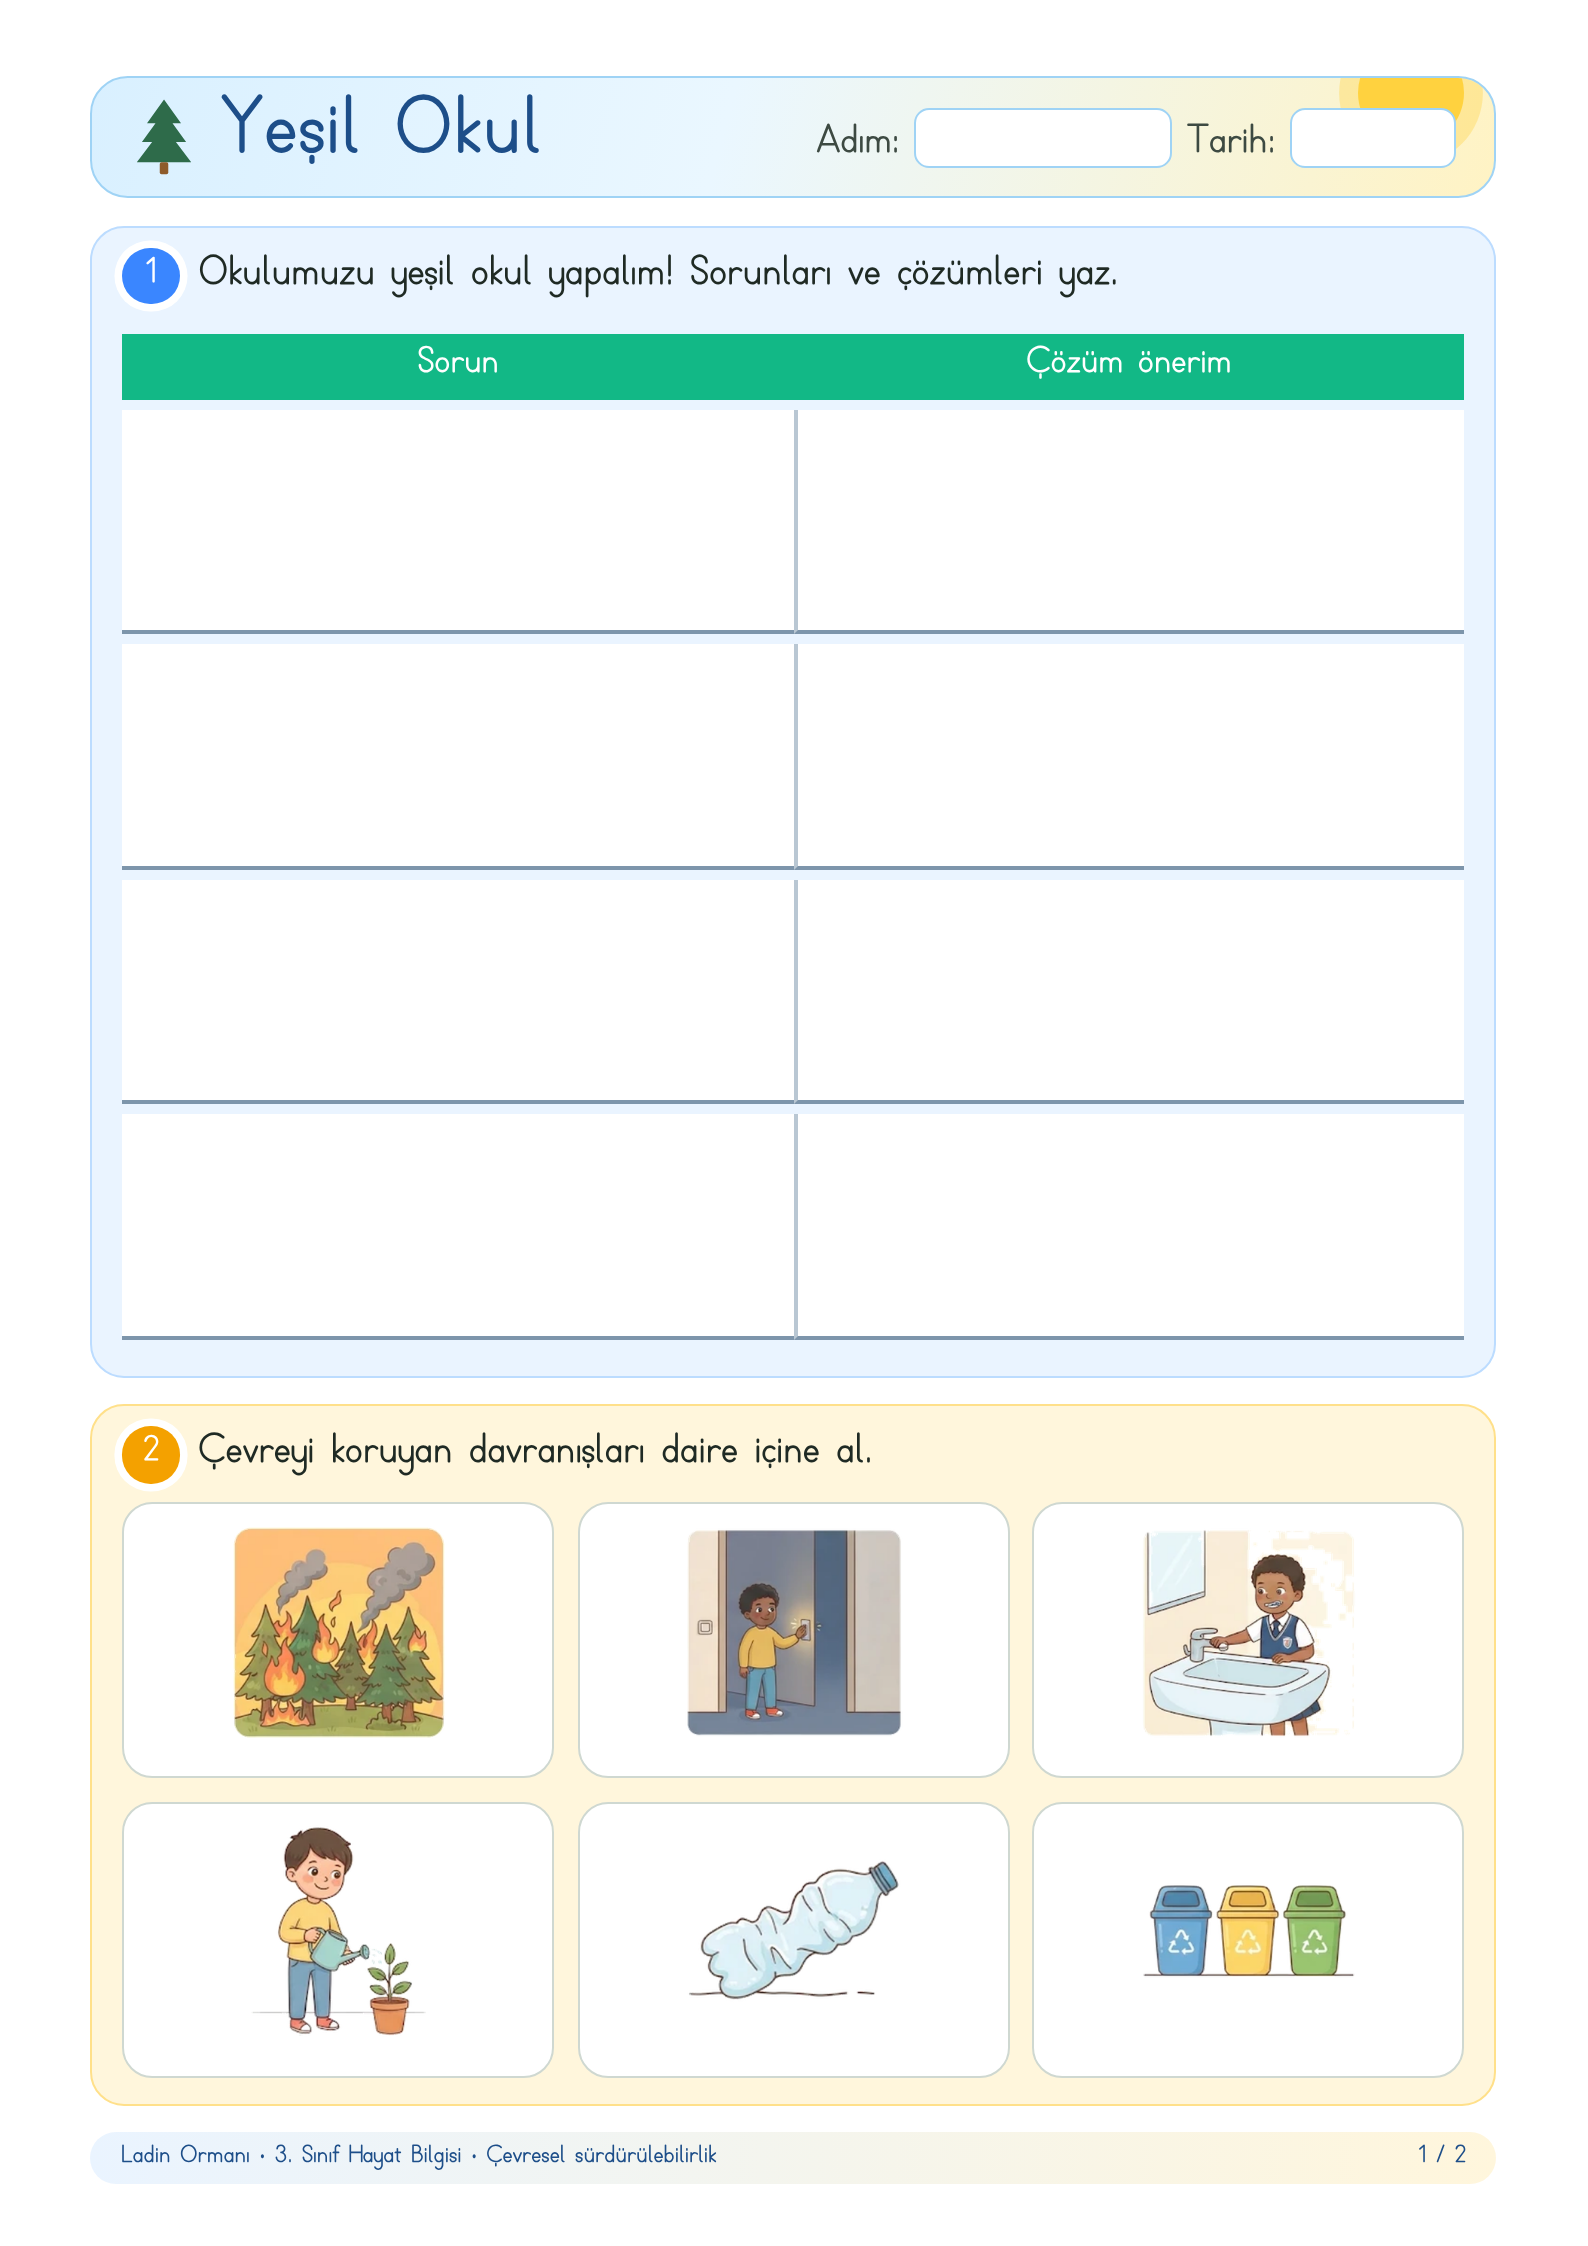 Yeşil Okul
Adım: Tarih:
1 Okulumuzu yeşil okul yapalım! Sorunları ve çözümleri yaz.
Sorun Çözüm önerim
2 Çevreyi koruyan davranışları daire içine al.
Ladin Ormanı • 3. Sınıf Hayat Bilgisi • Çevresel sürdürülebilirlik 1 / 2